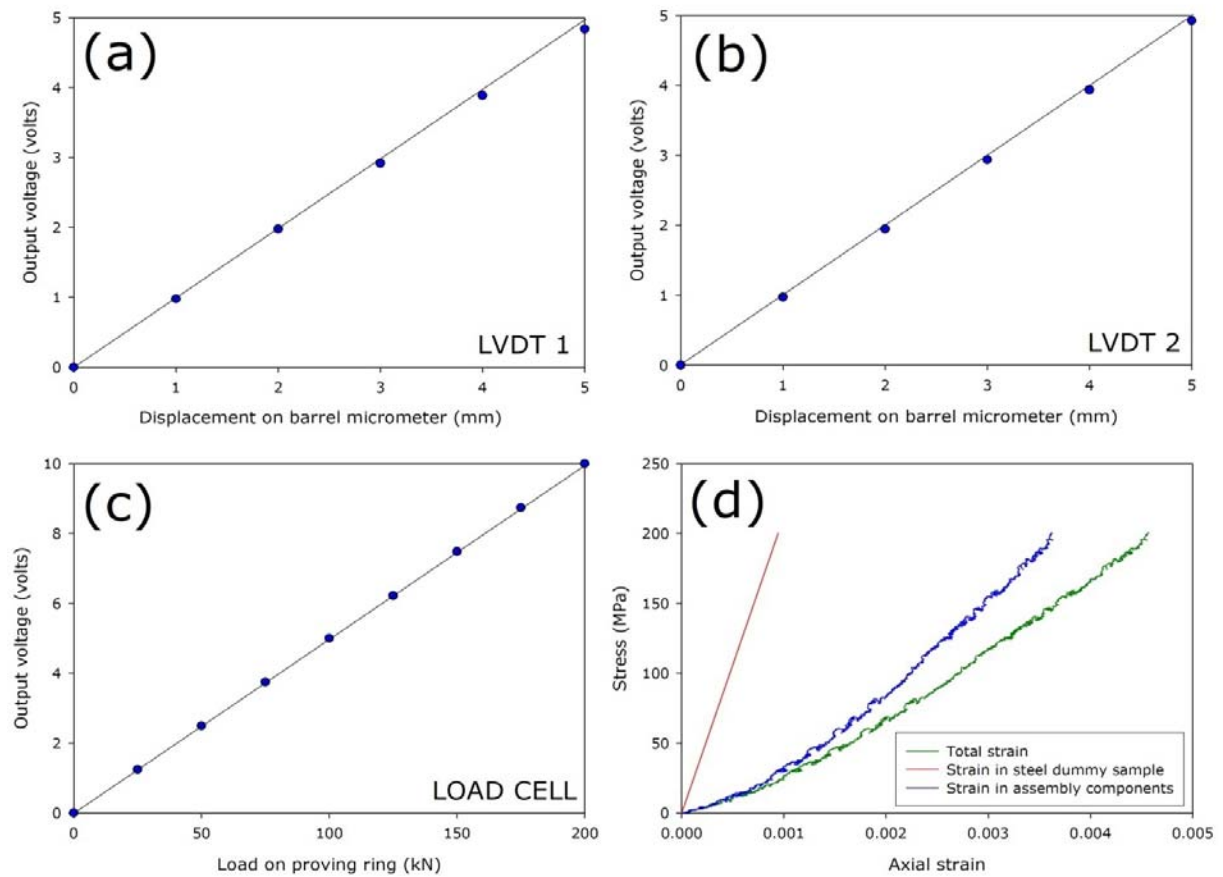 (a)
5
4
3
2
1
0
Output voltage (volts)
LVDT 1
0 1 2 3 4 5
Displacement on barrel micrometer (mm)
(b)
5
4
3
2
1
0
Output voltage (volts)
LVDT 2
0 1 2 3 4 5
Displacement on barrel micrometer (mm)
(c)
10
8
6
4
2
0
Output voltage (volts)
LOAD CELL
0 50 100 150 200
Load on proving ring (kN)
(d)
250
200
150
100
50
0
Stress (MPa)
Total strain
Strain in steel dummy sample
Strain in assembly components
0.000 0.001 0.002 0.003 0.004 0.005
Axial strain